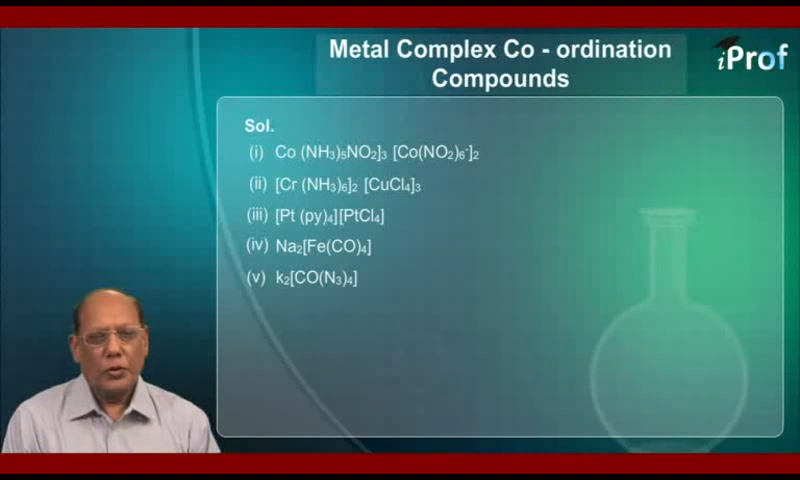 Metal Complex Co - ordination
Compounds
iProf
Sol.
(i) Co (NH₃)₅NO₂]₃ [Co(NO₂)₆⁻]₂
(ii) [Cr (NH₃)₆]₂ [CuCl₄]₃
(iii) [Pt (py)₄][PtCl₄]
(iv) Na₂[Fe(CO)₄]
(v) k₂[CO(N₃)₄]